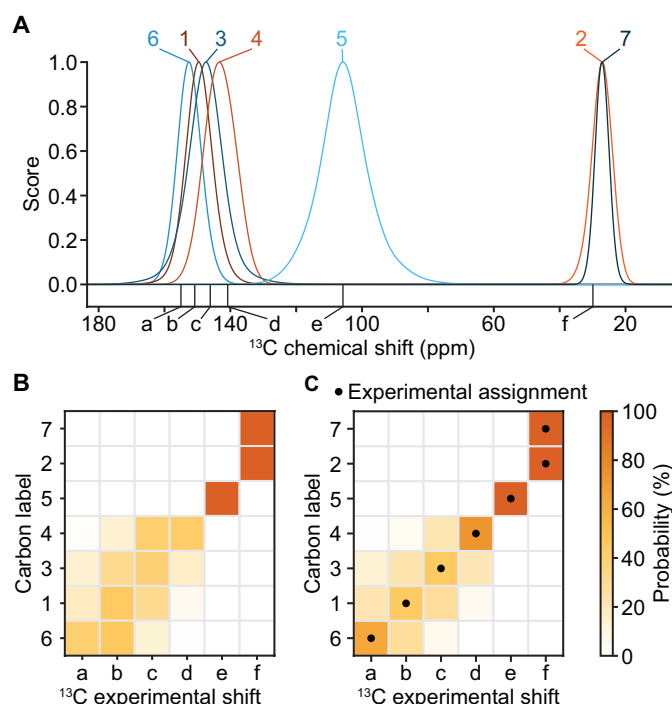 A
6 1 3 4 5 2 7
1.0
0.8
0.6
0.4
0.2
0.0
Score
180 140 100 60 20
a b c d e f
¹³C chemical shift (ppm)
B
C • Experimental assignment
Carbon label
7
2
5
4
3
1
6
a b c d e f
¹³C experimental shift
Carbon label
7
2
5
4
3
1
6
a b c d e f
¹³C experimental shift
100
80
60
40
20
0
Probability (%)